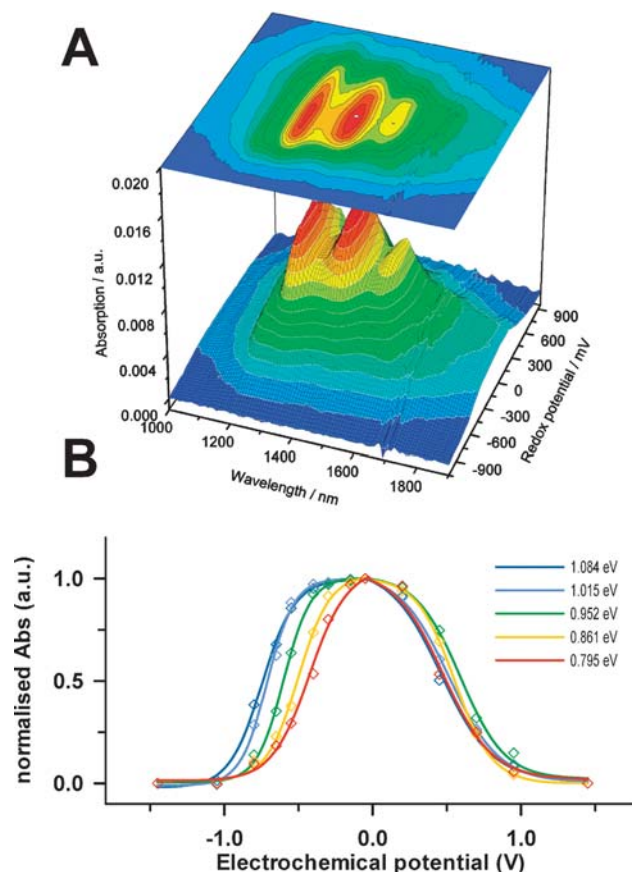 A
0.020
0.016
0.012
0.008
0.004
0.000
Absorption / a.u.
1000
1200
1400
1600
1800
Wavelength / nm
900
600
300
0
-300
-600
-900
Redox potential / mV
B
1.0
0.5
0.0
normalised Abs (a.u.)
1.084 eV
1.015 eV
0.952 eV
0.861 eV
0.795 eV
-1.0
0.0
1.0
Electrochemical potential (V)